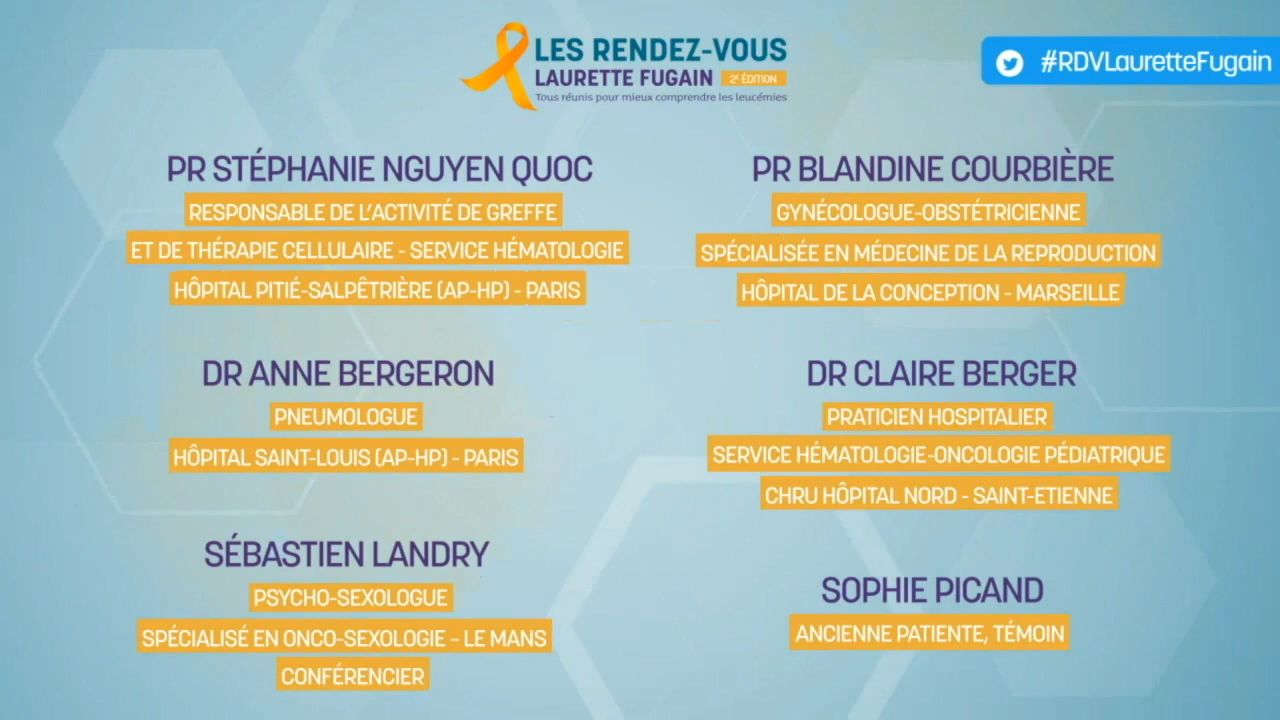 LES RENDEZ-VOUS
LAURETTE FUGAIN 2E ÉDITION
Tous réunis pour mieux comprendre les leucémies
#RDVLauretteFugain
PR STÉPHANIE NGUYEN QUOC
RESPONSABLE DE L'ACTIVITÉ DE GREFFE
ET DE THÉRAPIE CELLULAIRE - SERVICE HÉMATOLOGIE
HÔPITAL PITIÉ-SALPÊTRIÈRE (AP-HP) - PARIS
PR BLANDINE COURBIÈRE
GYNÉCOLOGUE-OBSTÉTRICIENNE
SPÉCIALISÉE EN MÉDECINE DE LA REPRODUCTION
HÔPITAL DE LA CONCEPTION - MARSEILLE
DR ANNE BERGERON
PNEUMOLOGUE
HÔPITAL SAINT-LOUIS (AP-HP) - PARIS
DR CLAIRE BERGER
PRATICIEN HOSPITALIER
SERVICE HÉMATOLOGIE-ONCOLOGIE PÉDIATRIQUE
CHRU HÔPITAL NORD - SAINT-ETIENNE
SÉBASTIEN LANDRY
PSYCHO-SEXOLOGUE
SPÉCIALISÉ EN ONCO-SEXOLOGIE - LE MANS
CONFÉRENCIER
SOPHIE PICAND
ANCIENNE PATIENTE, TÉMOIN